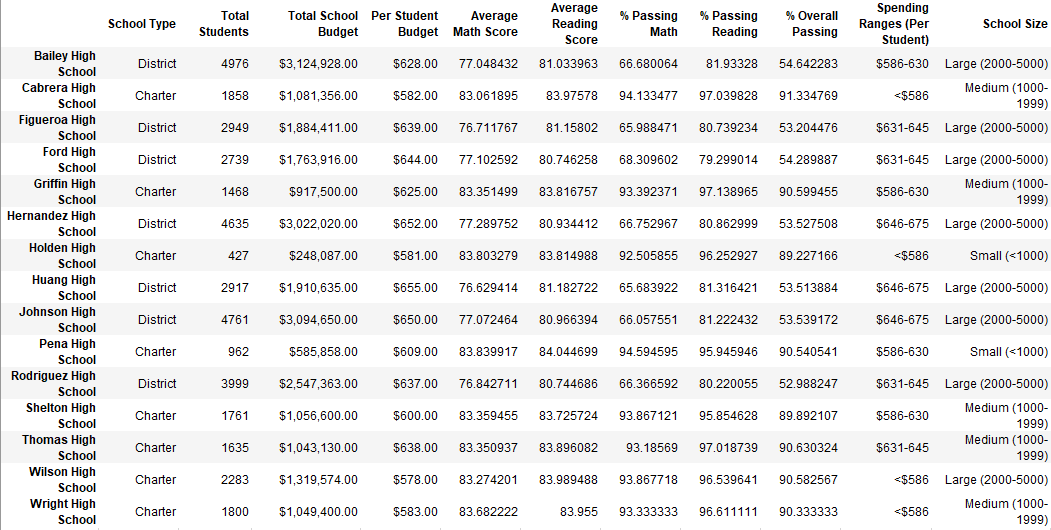 School Type Total Students Total School Budget Per Student Budget Average Math Score Average Reading Score % Passing Math % Passing Reading % Overall Passing Spending Ranges (Per Student) School Size
Bailey High School District 4976 $3,124,928.00 $628.00 77.048432 81.033963 66.680064 81.93328 54.642283 $586-630 Large (2000-5000)
Cabrera High School Charter 1858 $1,081,356.00 $582.00 83.061895 83.97578 94.133477 97.039828 91.334769 <$586 Medium (1000-1999)
Figueroa High School District 2949 $1,884,411.00 $639.00 76.711767 81.15802 65.988471 80.739234 53.204476 $631-645 Large (2000-5000)
Ford High School District 2739 $1,763,916.00 $644.00 77.102592 80.746258 68.309602 79.299014 54.289887 $631-645 Large (2000-5000)
Griffin High School Charter 1468 $917,500.00 $625.00 83.351499 83.816757 93.392371 97.138965 90.599455 $586-630 Medium (1000-1999)
Hernandez High School District 4635 $3,022,020.00 $652.00 77.289752 80.934412 66.752967 80.862999 53.527508 $646-675 Large (2000-5000)
Holden High School Charter 427 $248,087.00 $581.00 83.803279 83.814988 92.505855 96.252927 89.227166 <$586 Small (<1000)
Huang High School District 2917 $1,910,635.00 $655.00 76.629414 81.182722 65.683922 81.316421 53.513884 $646-675 Large (2000-5000)
Johnson High School District 4761 $3,094,650.00 $650.00 77.072464 80.966394 66.057551 81.222432 53.539172 $646-675 Large (2000-5000)
Pena High School Charter 962 $585,858.00 $609.00 83.839917 84.044699 94.594595 95.945946 90.540541 $586-630 Small (<1000)
Rodriguez High School District 3999 $2,547,363.00 $637.00 76.842711 80.744686 66.366592 80.220055 52.988247 $631-645 Large (2000-5000)
Shelton High School Charter 1761 $1,056,600.00 $600.00 83.359455 83.725724 93.867121 95.854628 89.892107 $586-630 Medium (1000-1999)
Thomas High School Charter 1635 $1,043,130.00 $638.00 83.350937 83.896082 93.18569 97.018739 90.630324 $631-645 Medium (1000-1999)
Wilson High School Charter 2283 $1,319,574.00 $578.00 83.274201 83.989488 93.867718 96.539641 90.582567 <$586 Large (2000-5000)
Wright High School Charter 1800 $1,049,400.00 $583.00 83.682222 83.955 93.333333 96.611111 90.333333 <$586 Medium (1000-1999)